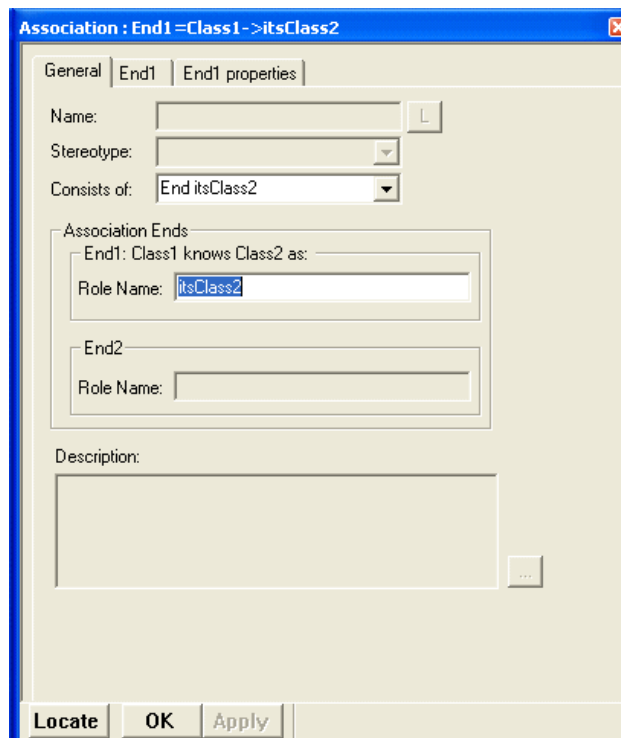 Association : End1=Class1->itsClass2
General End1 End1 properties
Name: L
Stereotype:
Consists of: End itsClass2
Association Ends
End1: Class1 knows Class2 as:
Role Name: itsClass2
End2
Role Name:
Description:
...
Locate OK Apply